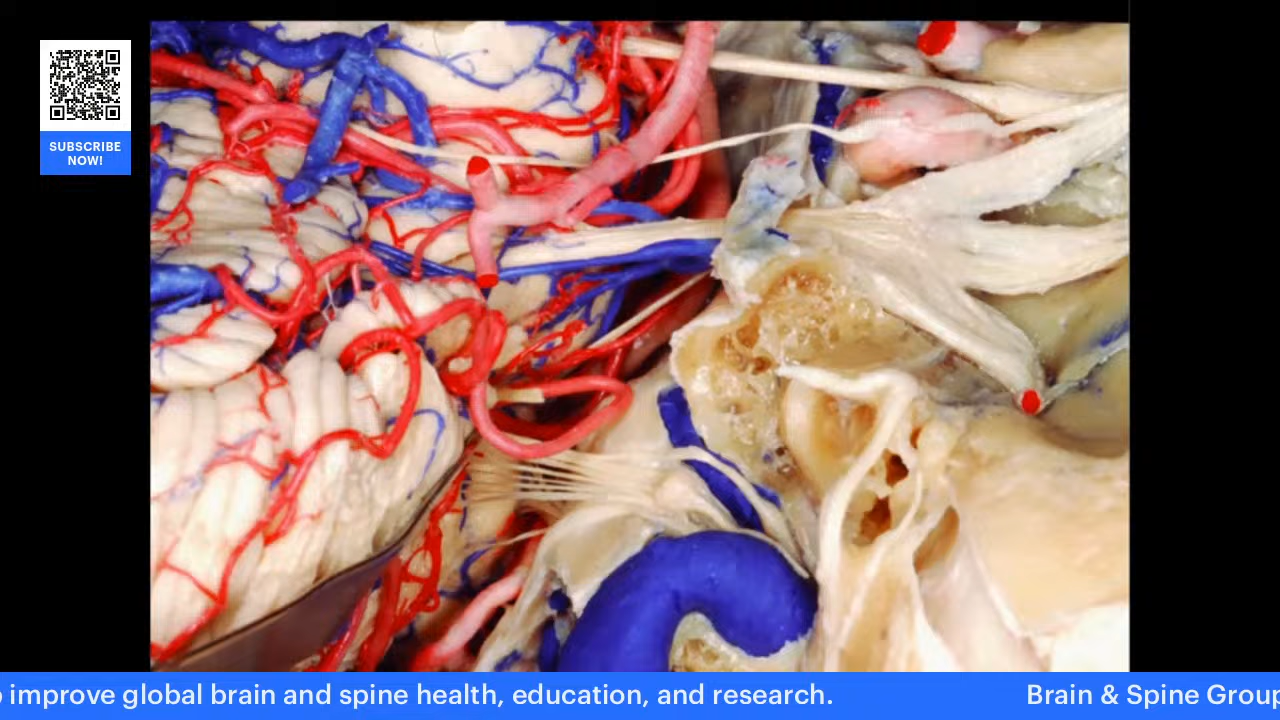 SUBSCRIBE
NOW!
improve global brain and spine health, education, and research.
Brain & Spine Group